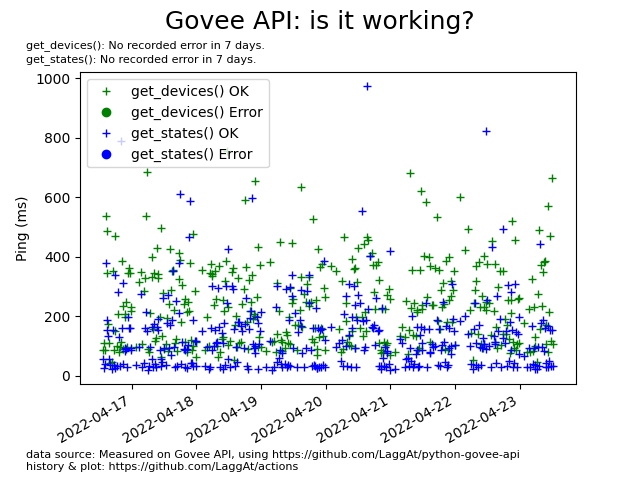 Govee API: is it working?
get_devices(): No recorded error in 7 days.
get_states(): No recorded error in 7 days.
get_devices() OK
get_devices() Error
get_states() OK
get_states() Error
Ping (ms)
1000
800
600
400
200
0
2022-04-17
2022-04-18
2022-04-19
2022-04-20
2022-04-21
2022-04-22
2022-04-23
data source: Measured on Govee API, using https://github.com/LaggAt/python-govee-api
history & plot: https://github.com/LaggAt/actions